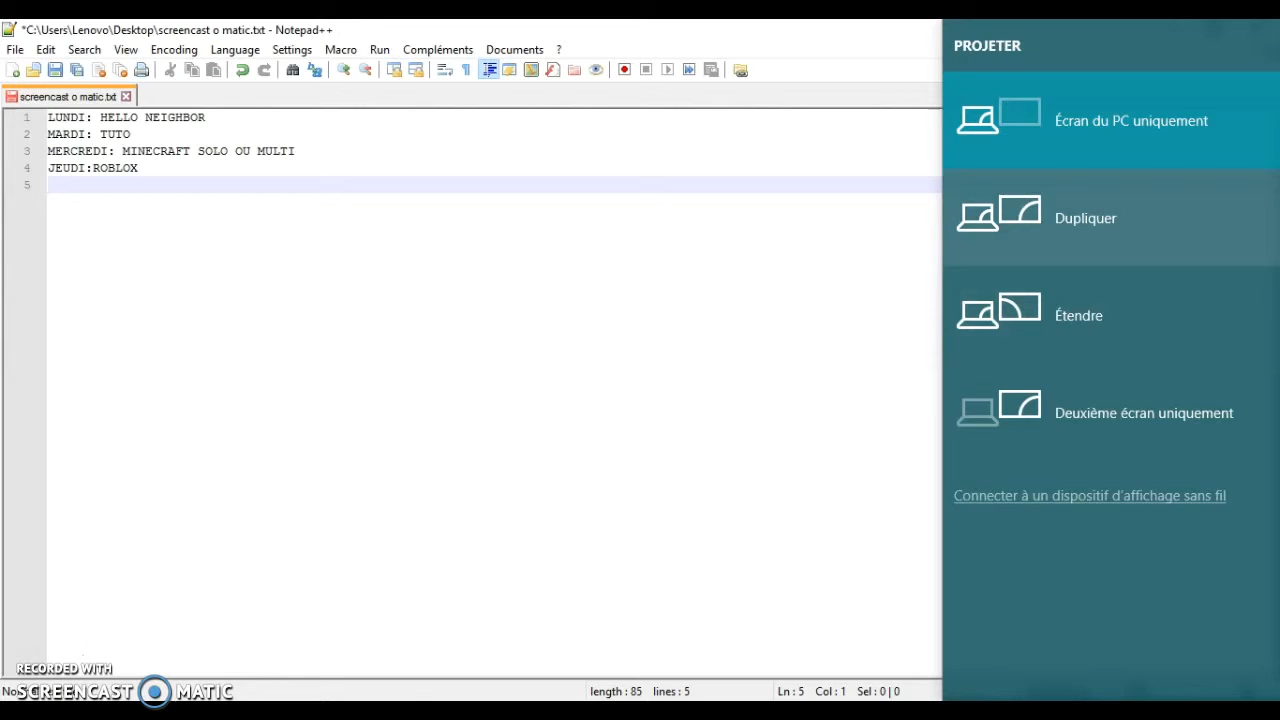 *C:\Users\Lenovo\Desktop\screencast o matic.txt - Notepad++
File Edit Search View Encoding Language Settings Macro Run Compléments Documents ?
screencast o matic.txt
1 LUNDI: HELLO NEIGHBOR
2 MARDI: TUTO
3 MERCREDI: MINECRAFT SOLO OU MULTI
4 JEUDI:ROBLOX
5
length : 85 lines : 5 Ln : 5 Col : 1 Sel : 0 | 0
RECORDED WITH
SCREENCAST MATIC
PROJETER
Écran du PC uniquement
Dupliquer
Étendre
Deuxième écran uniquement
Connecter à un dispositif d'affichage sans fil